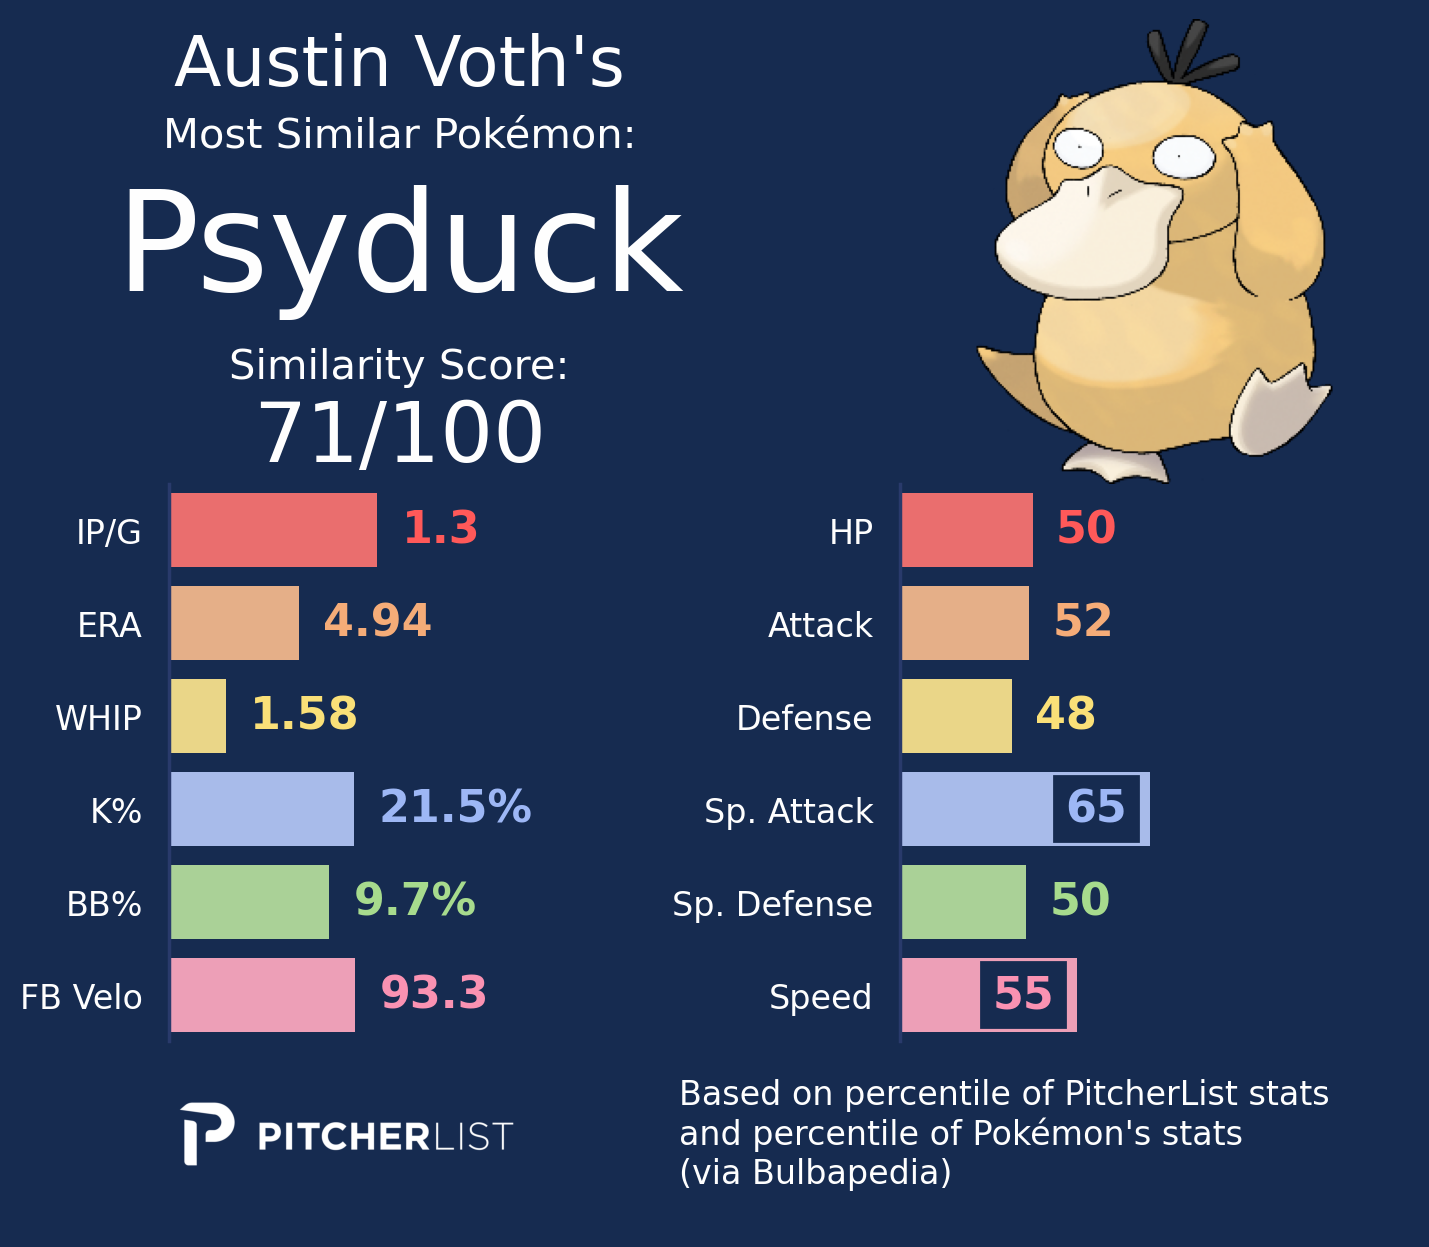 Austin Voth's
Most Similar Pokémon:
Psyduck
Similarity Score:
71/100
IP/G 1.3
ERA 4.94
WHIP 1.58
K% 21.5%
BB% 9.7%
FB Velo 93.3
HP 50
Attack 52
Defense 48
Sp. Attack 65
Sp. Defense 50
Speed 55
PITCHERLIST
Based on percentile of PitcherList stats
and percentile of Pokémon's stats
(via Bulbapedia)